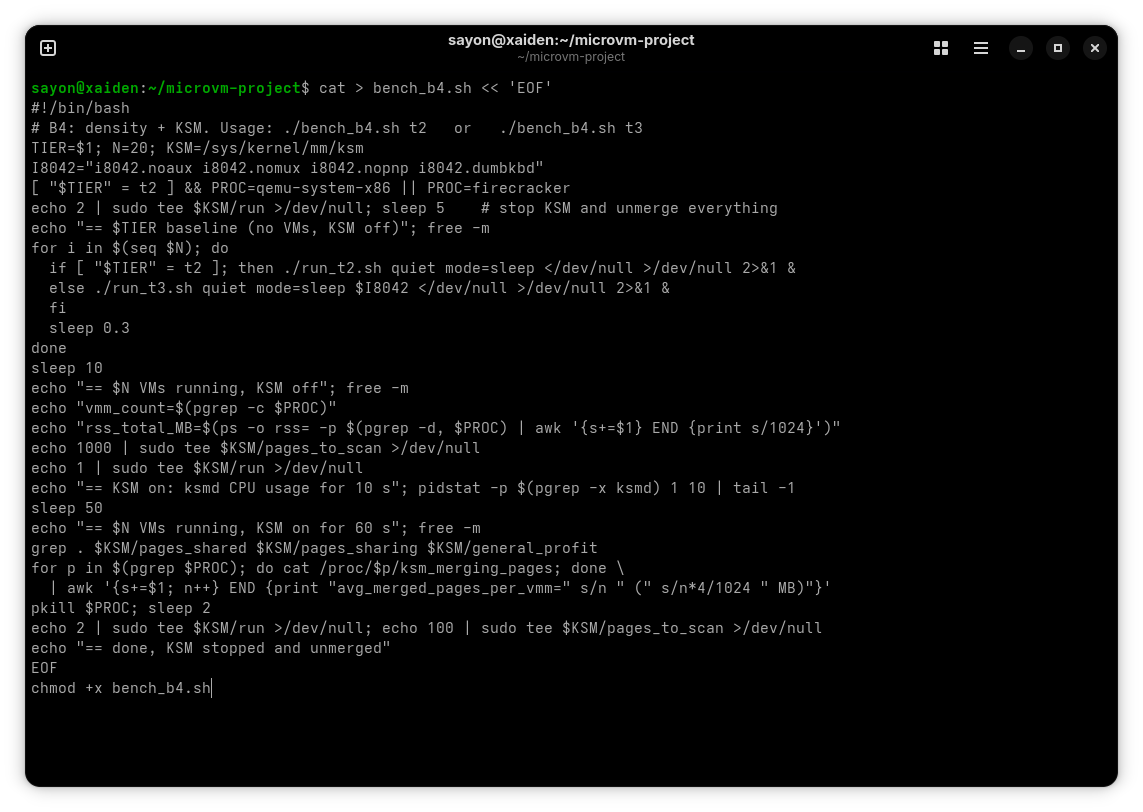 sayon@xaiden:~/microvm-project
~/microvm-project
sayon@xaiden:~/microvm-project$ cat > bench_b4.sh << 'EOF'
#!/bin/bash
# B4: density + KSM. Usage: ./bench_b4.sh t2   or   ./bench_b4.sh t3
TIER=$1; N=20; KSM=/sys/kernel/mm/ksm
I8042="i8042.noaux i8042.nomux i8042.nopnp i8042.dumbkbd"
[ "$TIER" = t2 ] && PROC=qemu-system-x86 || PROC=firecracker
echo 2 | sudo tee $KSM/run >/dev/null; sleep 5    # stop KSM and unmerge everything
echo "== $TIER baseline (no VMs, KSM off)"; free -m
for i in $(seq $N); do
  if [ "$TIER" = t2 ]; then ./run_t2.sh quiet mode=sleep </dev/null >/dev/null 2>&1 &
  else ./run_t3.sh quiet mode=sleep $I8042 </dev/null >/dev/null 2>&1 &
  fi
  sleep 0.3
done
sleep 10
echo "== $N VMs running, KSM off"; free -m
echo "vmm_count=$(pgrep -c $PROC)"
echo "rss_total_MB=$(ps -o rss= -p $(pgrep -d, $PROC) | awk '{s+=$1} END {print s/1024}')"
echo 1000 | sudo tee $KSM/pages_to_scan >/dev/null
echo 1 | sudo tee $KSM/run >/dev/null
echo "== KSM on: ksmd CPU usage for 10 s"; pidstat -p $(pgrep -x ksmd) 1 10 | tail -1
sleep 50
echo "== $N VMs running, KSM on for 60 s"; free -m
grep . $KSM/pages_shared $KSM/pages_sharing $KSM/general_profit
for p in $(pgrep $PROC); do cat /proc/$p/ksm_merging_pages; done \
  | awk '{s+=$1; n++} END {print "avg_merged_pages_per_vmm=" s/n " (" s/n*4/1024 " MB)"}'
pkill $PROC; sleep 2
echo 2 | sudo tee $KSM/run >/dev/null; echo 100 | sudo tee $KSM/pages_to_scan >/dev/null
echo "== done, KSM stopped and unmerged"
EOF
chmod +x bench_b4.sh